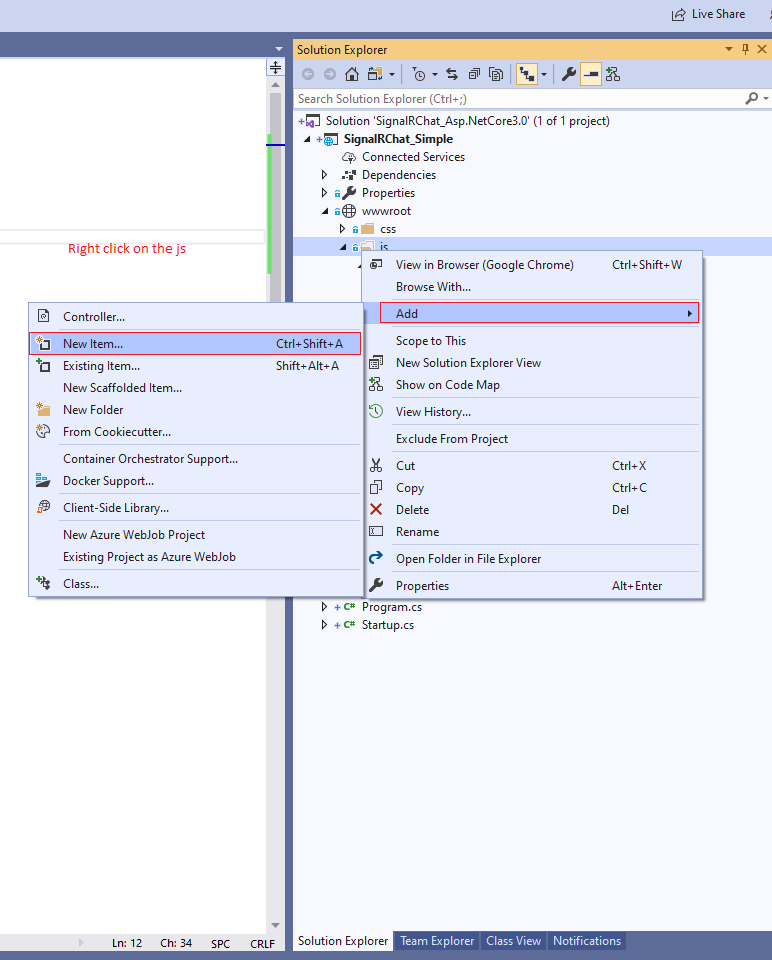 Live Share
Solution Explorer
Search Solution Explorer (Ctrl+;)
Solution 'SignalRChat_Asp.NetCore3.0' (1 of 1 project)
SignalRChat_Simple
Connected Services
Dependencies
Properties
wwwroot
css
js
Right click on the js
View in Browser (Google Chrome) Ctrl+Shift+W
Browse With...
Add
Scope to This
New Solution Explorer View
Show on Code Map
View History...
Exclude From Project
Cut Ctrl+X
Copy Ctrl+C
Delete Del
Rename
Open Folder in File Explorer
Properties Alt+Enter
Controller...
New Item... Ctrl+Shift+A
Existing Item... Shift+Alt+A
New Scaffolded Item...
New Folder
From Cookiecutter...
Container Orchestrator Support...
Docker Support...
Client-Side Library...
New Azure WebJob Project
Existing Project as Azure WebJob
Class...
C# Program.cs
C# Startup.cs
Ln: 12 Ch: 34 SPC CRLF
Solution Explorer Team Explorer Class View Notifications